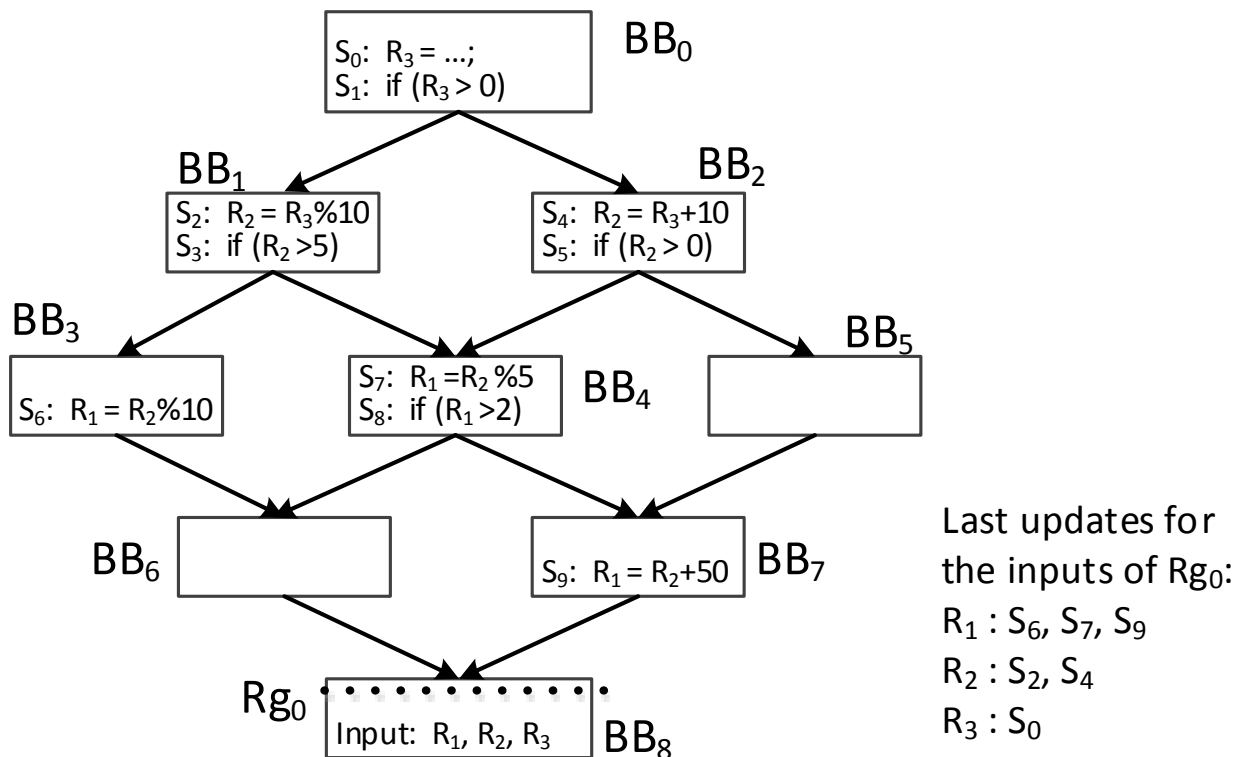 BB₀
S₀: R₃ = ...;
S₁: if (R₃ > 0)
BB₁
S₂: R₂ = R₃%10
S₃: if (R₂ >5)
BB₂
S₄: R₂ = R₃+10
S₅: if (R₂ > 0)
BB₃
S₆: R₁ = R₂%10
S₇: R₁ =R₂ %5
S₈: if (R₁ >2)
BB₄
BB₅
BB₆
S₉: R₁ = R₂+50
BB₇
Rg₀
Input: R₁, R₂, R₃
BB₈
Last updates for
the inputs of Rg₀:
R₁ : S₆, S₇, S₉
R₂ : S₂, S₄
R₃ : S₀